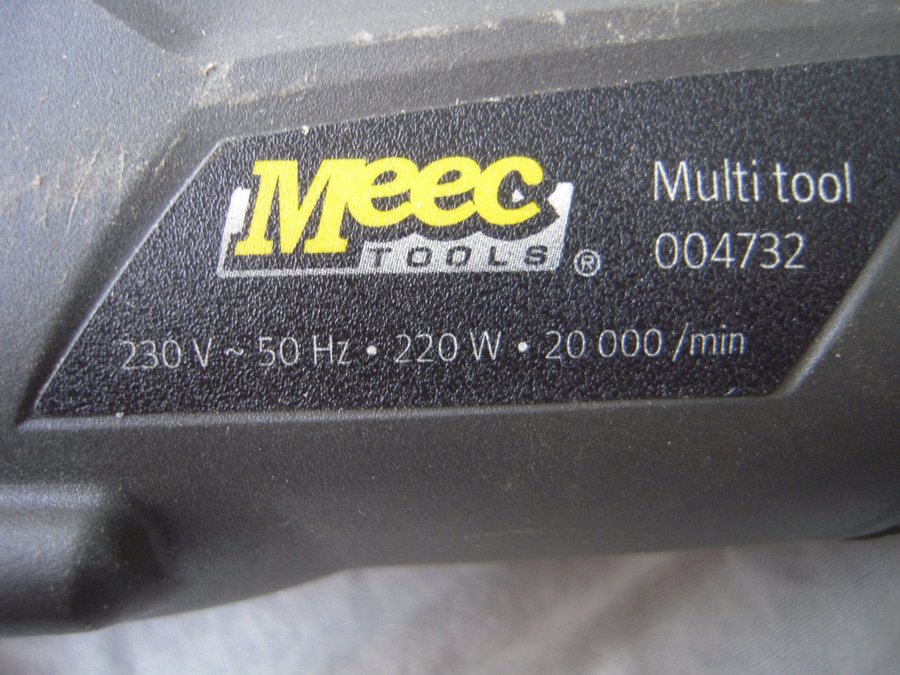 Meec
TOOLS ®
Multi tool
004732
230 V ~ 50 Hz • 220 W • 20 000 /min